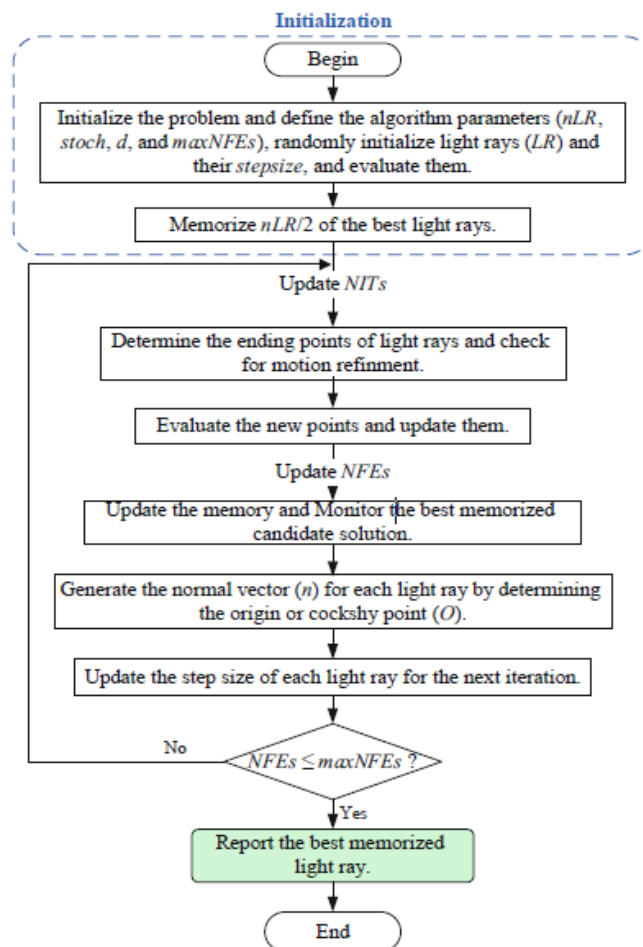 Initialization
Begin
Initialize the problem and define the algorithm parameters (nLR,
stoch, d, and maxNFEs), randomly initialize light rays (LR) and
their stepsize, and evaluate them.
Memorize nLR/2 of the best light rays.
Update NITs
Determine the ending points of light rays and check
for motion refinment.
Evaluate the new points and update them.
Update NFEs
Update the memory and Monitor the best memorized
candidate solution.
Generate the normal vector (n) for each light ray by determining
the origin or cockshy point (O).
Update the step size of each light ray for the next iteration.
No
NFEs ≤ maxNFEs ?
Yes
Report the best memorized
light ray.
End